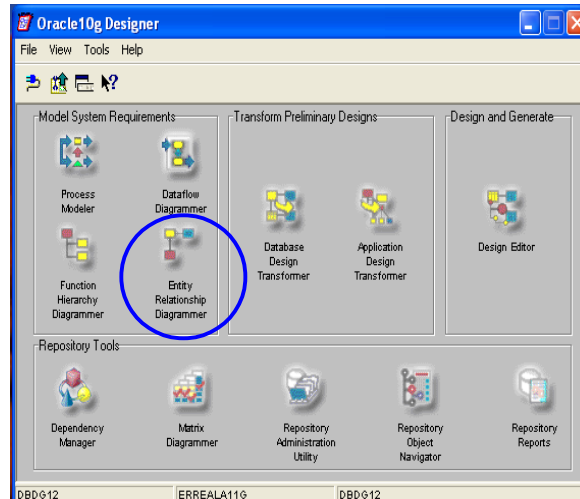 Oracle10g Designer
File View Tools Help
Model System Requirements
Transform Preliminary Designs
Design and Generate
Process
Modeler
Dataflow
Diagrammer
Function
Hierarchy
Diagrammer
Entity
Relationship
Diagrammer
Database
Design
Transformer
Application
Design
Transformer
Design Editor
Repository Tools
Dependency
Manager
Matrix
Diagrammer
Repository
Administration
Utility
Repository
Object
Navigator
Repository
Reports
DBDG12 ERREALA11G DBDG12